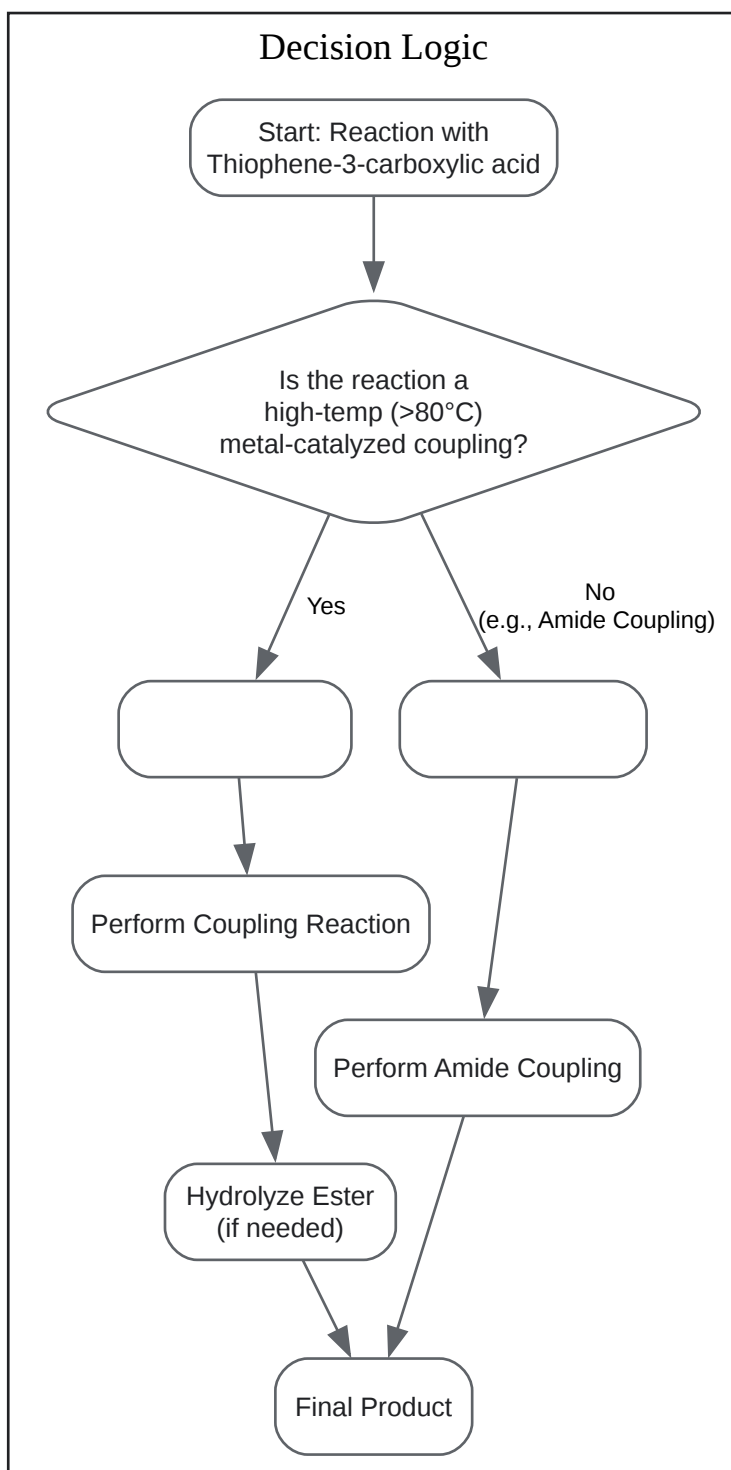 Decision Logic
Start: Reaction with
Thiophene-3-carboxylic acid
Is the reaction a
high-temp (>80°C)
metal-catalyzed coupling?
Yes
No
(e.g., Amide Coupling)
Perform Coupling Reaction
Perform Amide Coupling
Hydrolyze Ester
(if needed)
Final Product